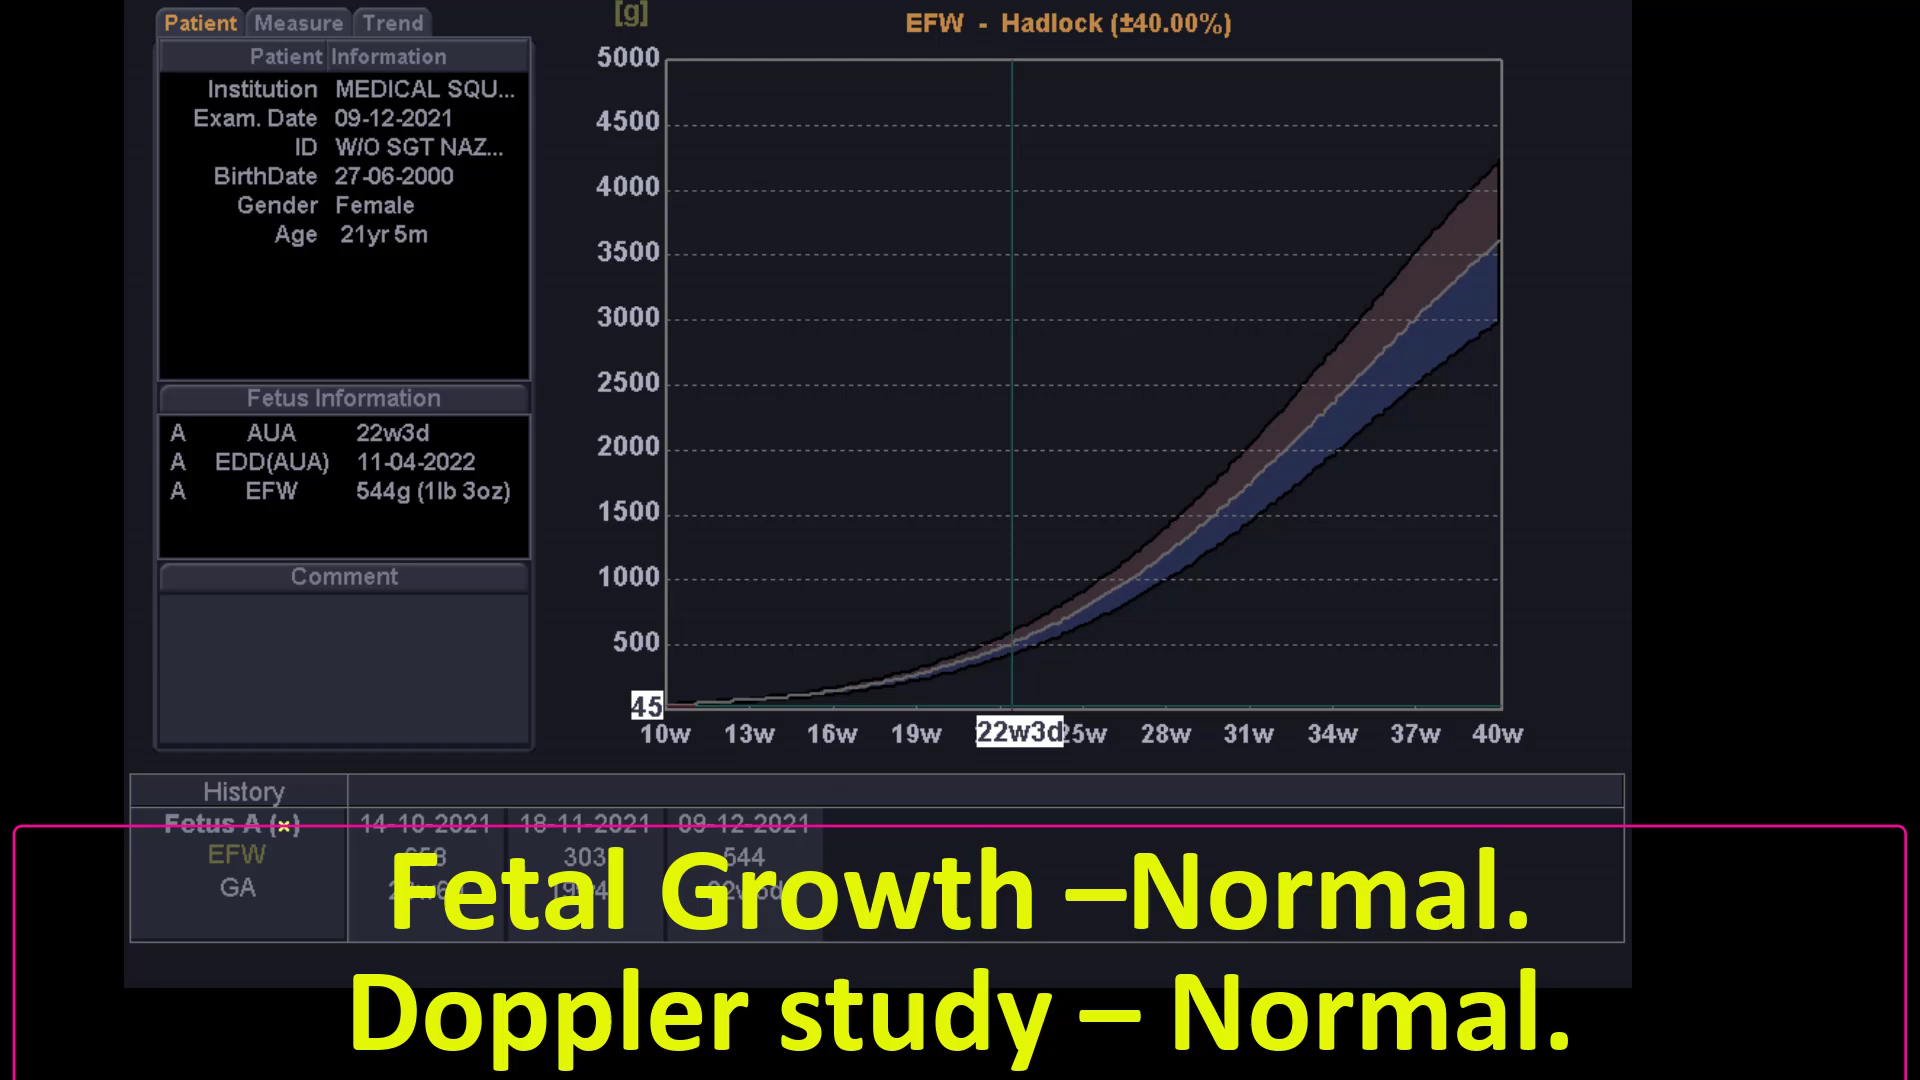 Patient Measure Trend
Patient Information
Institution MEDICAL SQU...
Exam. Date 09-12-2021
ID W/O SGT NAZ...
BirthDate 27-06-2000
Gender Female
Age 21yr 5m
Fetus Information
A AUA 22w3d
A EDD(AUA) 11-04-2022
A EFW 544g (1lb 3oz)
Comment
[g]
EFW - Hadlock (±40.00%)
5000
4500
4000
3500
3000
2500
2000
1500
1000
500
45
10w 13w 16w 19w 22w3d 25w 28w 31w 34w 37w 40w
History
Fetus A (×) 14-10-2021 18-11-2021 09-12-2021
EFW 303 544
GA
Fetal Growth –Normal.
Doppler study – Normal.